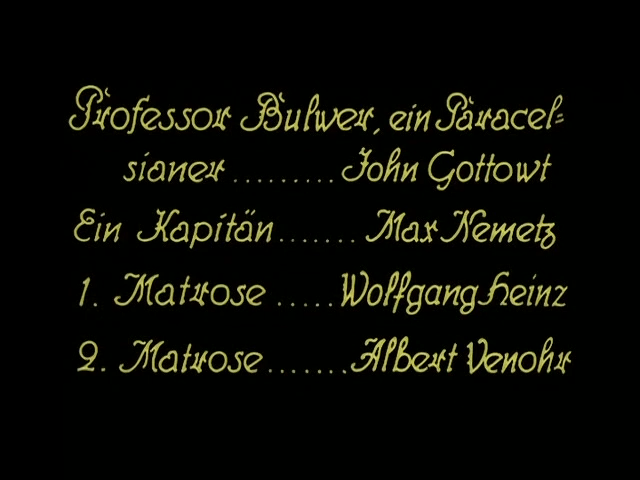 Professor Bulwer, ein Paracel=
sianer ......... John Gottowt
Ein Kapitän ....... Max Nemetz
1. Matrose ..... Wolfgang Heinz
2. Matrose ....... Albert Venohr